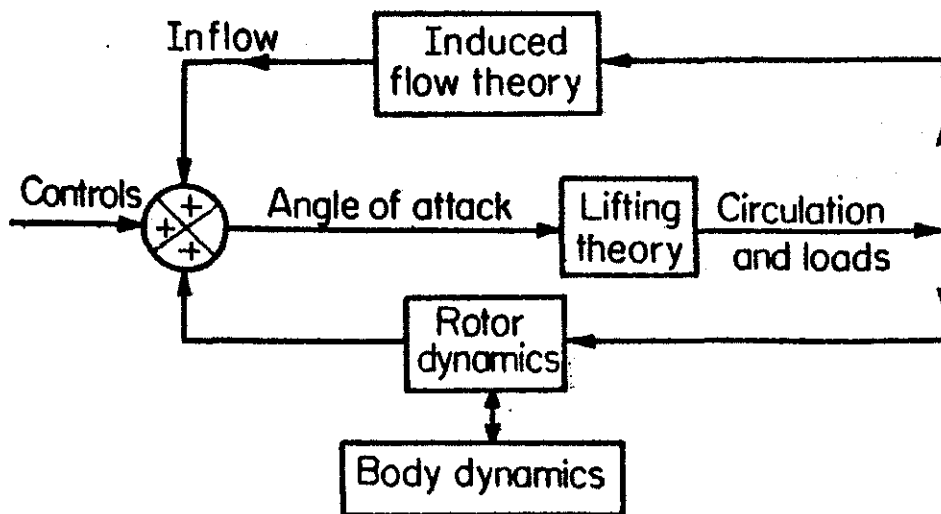 Inflow
Induced
flow theory
Controls
+
+
+
Angle of attack
Lifting
theory
Circulation
and loads
Rotor
dynamics
Body dynamics